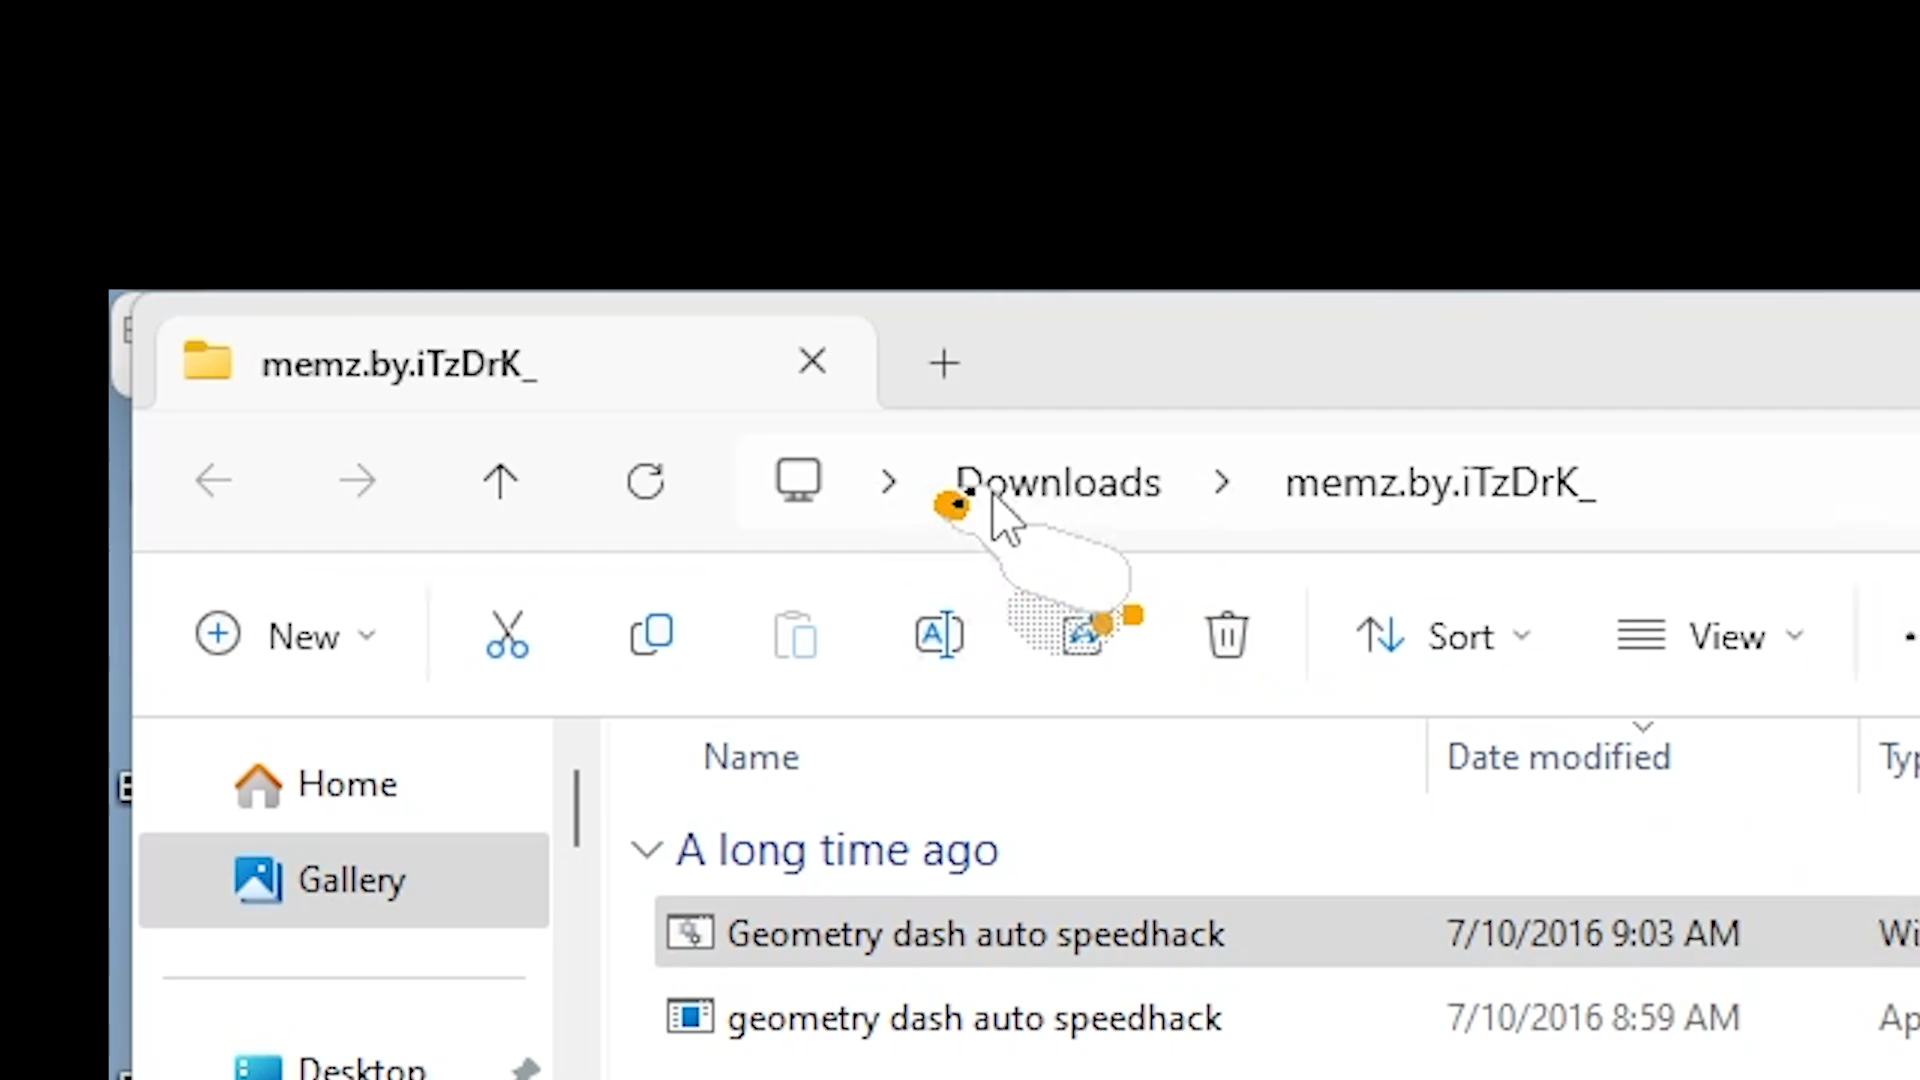 memz.by.iTzDrK_
Downloads > memz.by.iTzDrK_
New Sort View
Name Date modified
Home
A long time ago
Gallery
Geometry dash auto speedhack 7/10/2016 9:03 AM
geometry dash auto speedhack 7/10/2016 8:59 AM
Desktop